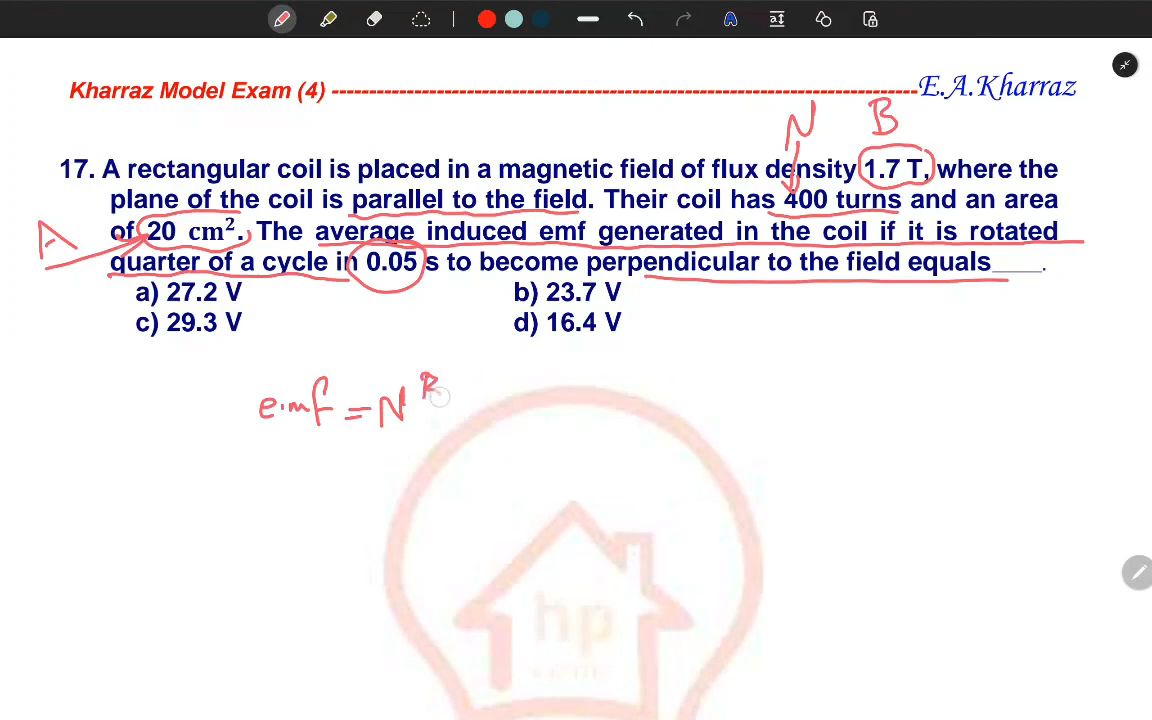 Kharraz Model Exam (4) ---------------------------------------------------------------------------------E.A.Kharraz
N B
17. A rectangular coil is placed in a magnetic field of flux density 1.7 T, where the
plane of the coil is parallel to the field. Their coil has 400 turns and an area
A
of 20 cm². The average induced emf generated in the coil if it is rotated
quarter of a cycle in 0.05 s to become perpendicular to the field equals____.
a) 27.2 V b) 23.7 V
c) 29.3 V d) 16.4 V
e.mf = N
hp